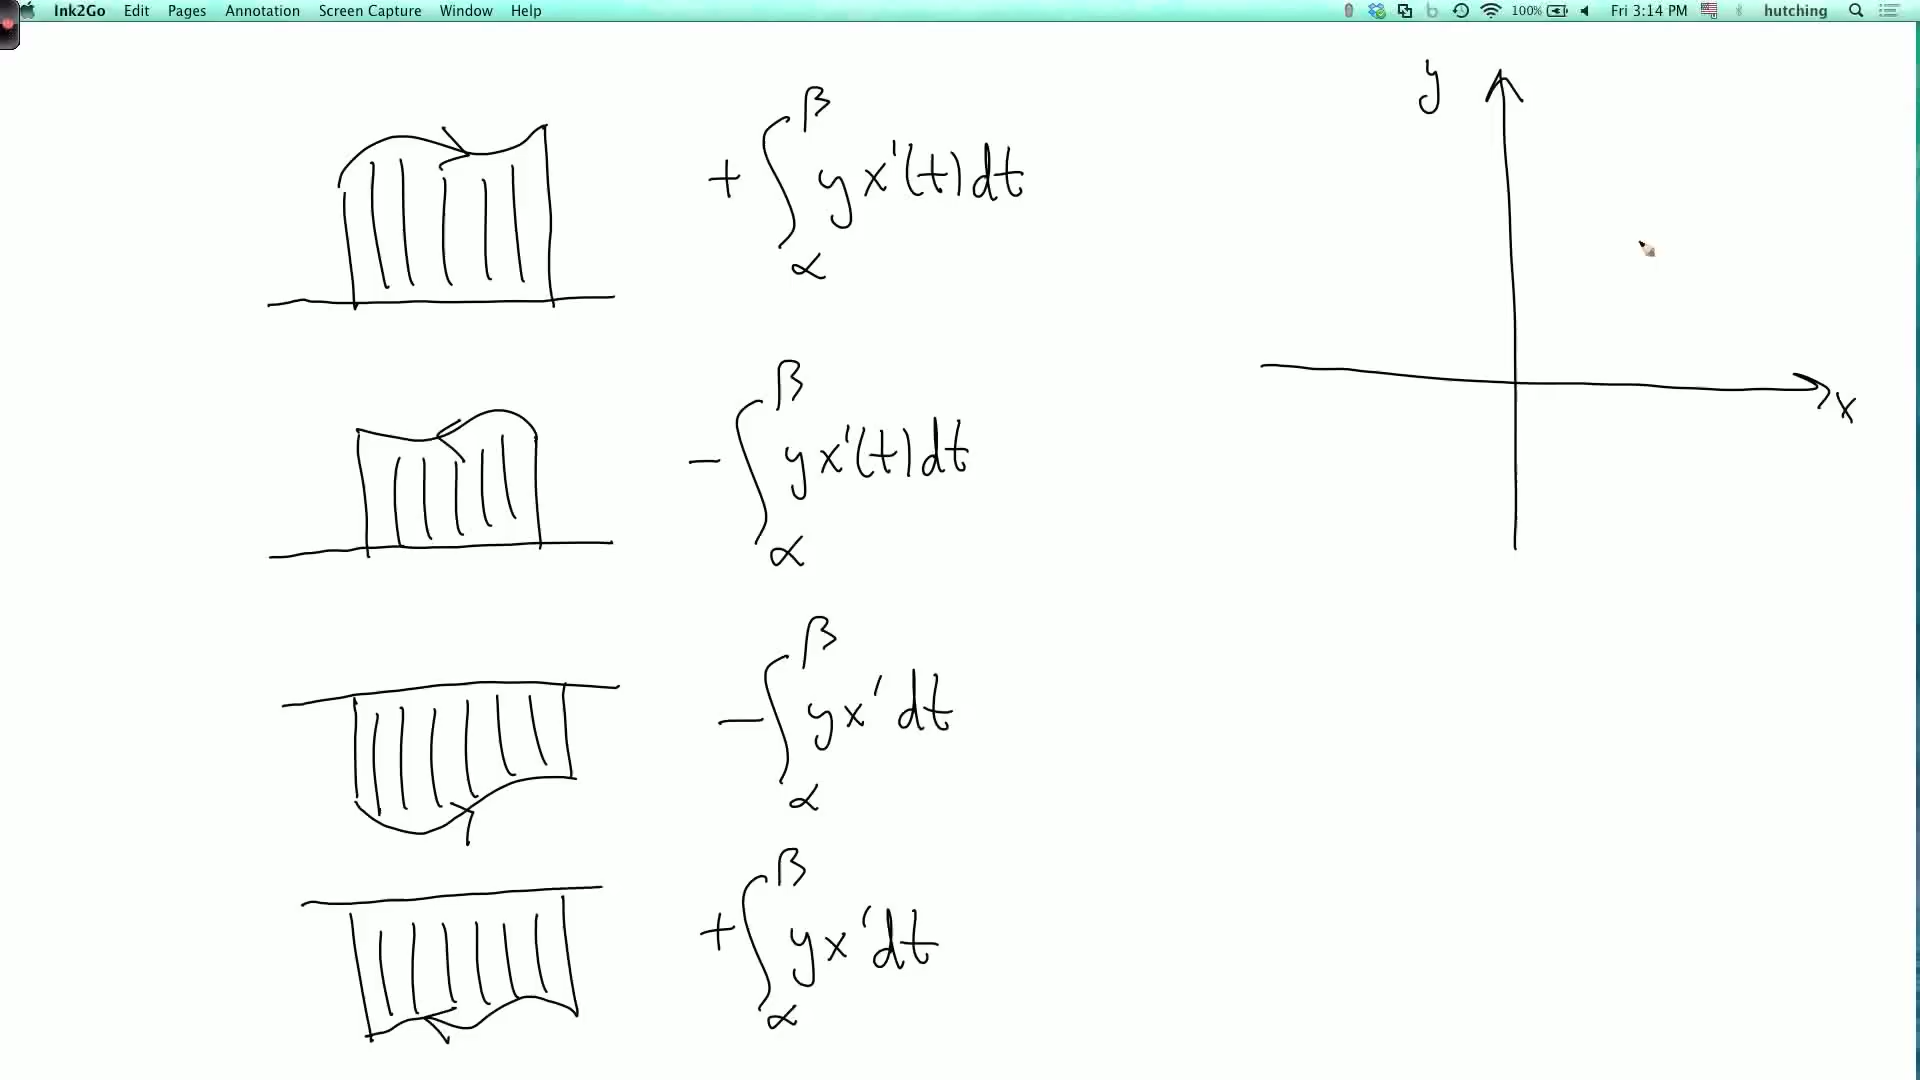 Ink2Go Edit Pages Annotation Screen Capture Window Help 100% Fri 3:14 PM hutching
+ ∫_α^β y x'(t) dt
y
x
− ∫_α^β y x'(t) dt
− ∫_α^β y x' dt
+ ∫_α^β y x' dt